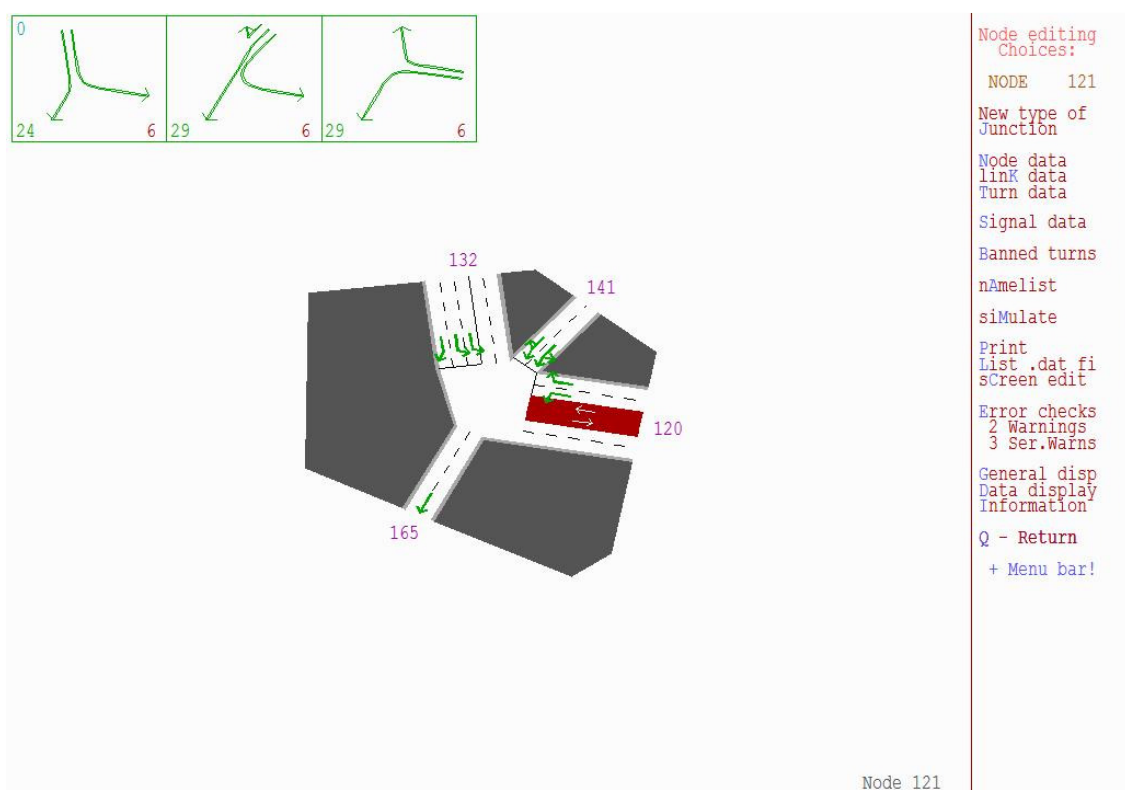 0
24 6 29 6 29 6
132
141
120
165
Node 121
Node editing
Choices:
NODE 121
New type of
Junction
Node data
linK data
Turn data
Signal data
Banned turns
nAmelist
siMulate
Print
List .dat fi
sCreen edit
Error checks
2 Warnings
3 Ser.Warns
General disp
Data display
Information
Q - Return
+ Menu bar!